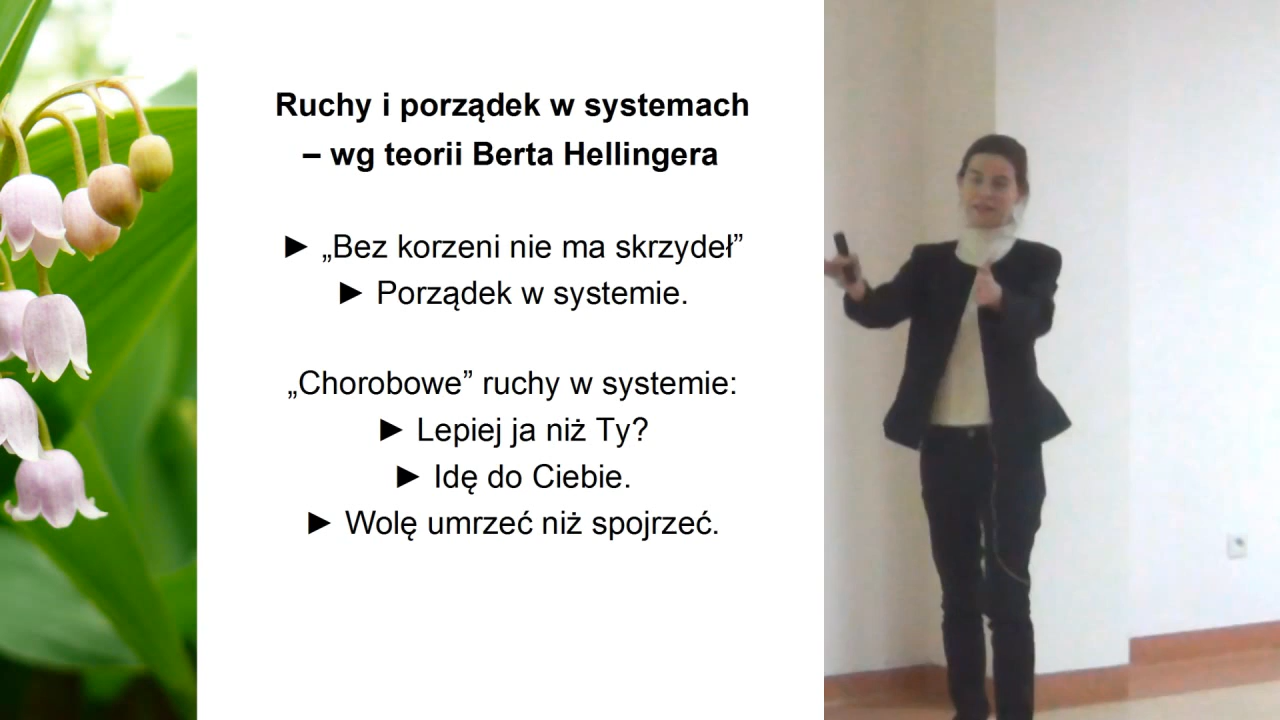 Ruchy i porządek w systemach
– wg teorii Berta Hellingera
► „Bez korzeni nie ma skrzydeł”
► Porządek w systemie.
„Chorobowe” ruchy w systemie:
► Lepiej ja niż Ty?
► Idę do Ciebie.
► Wolę umrzeć niż spojrzeć.